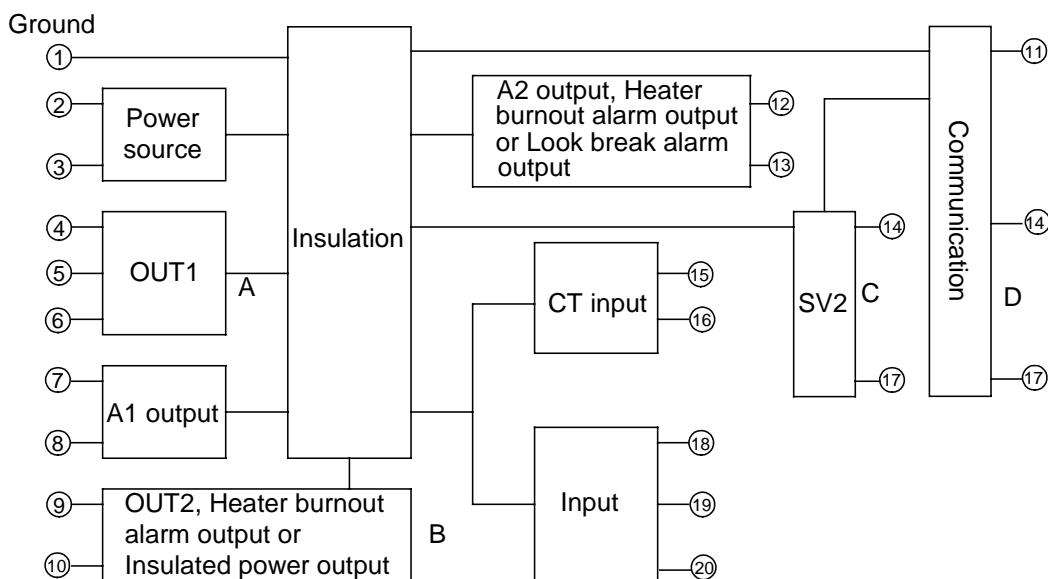 Ground
1
2
3
Power
source
4
5
6
OUT1
A
7
8
A1 output
9
10
OUT2, Heater burnout
alarm output or
Insulated power output
B
Insulation
A2 output, Heater
burnout alarm output
or Look break alarm
output
12
13
CT input
15
16
Input
18
19
20
SV2
14
C
17
Communication
11
14
D
17